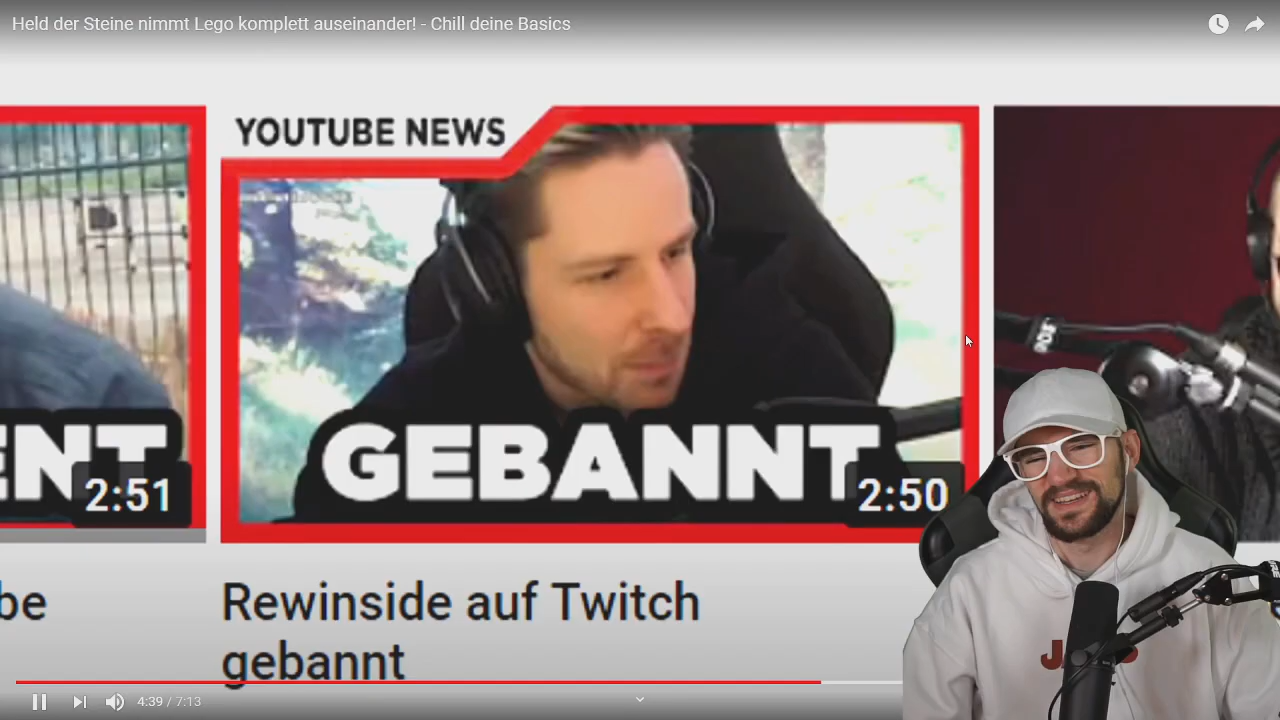 Held der Steine nimmt Lego komplett auseinander! - Chill deine Basics
YOUTUBE NEWS
ENT
GEBANNT
2:51
2:50
be
Rewinside auf Twitch
gebannt
4:39 / 7:13